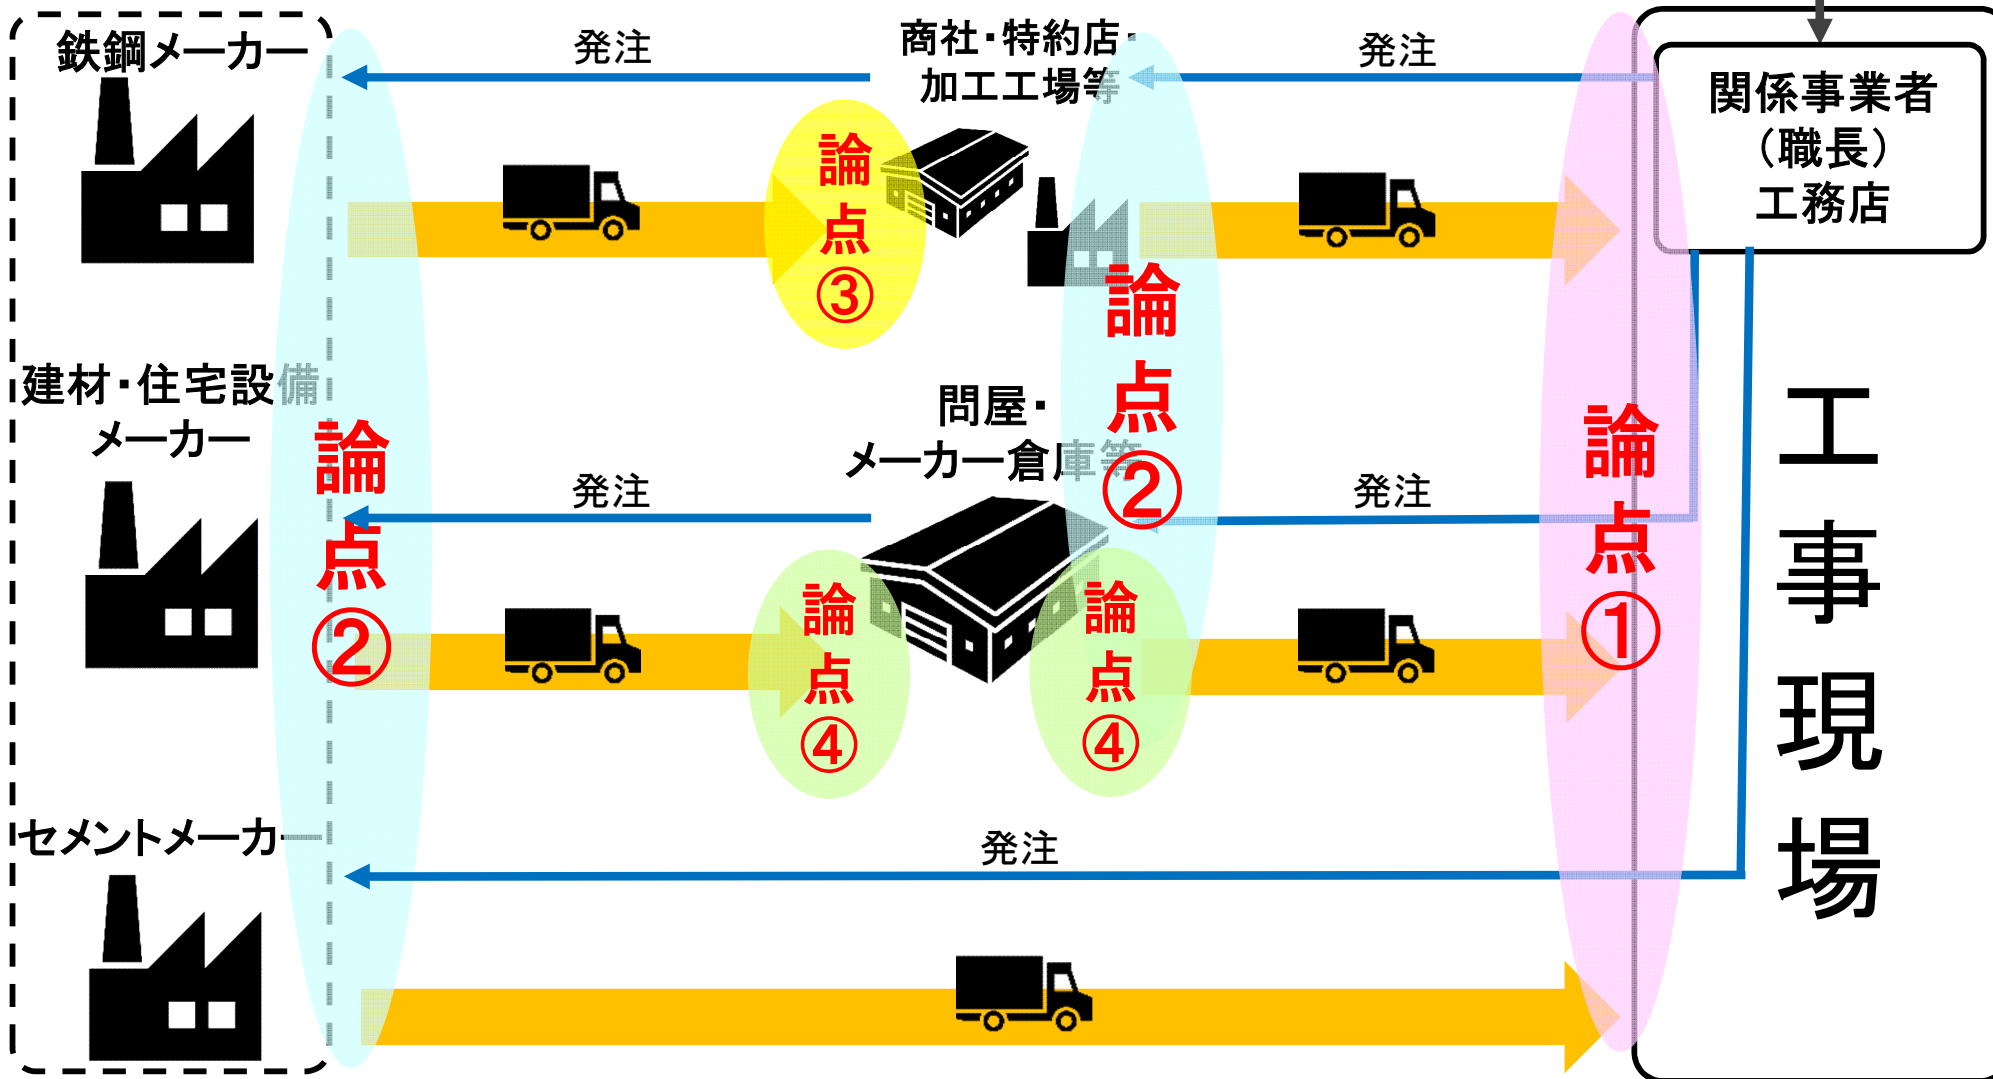 鉄鋼メーカー
発注
商社・特約店・
加工工場等
発注
関係事業者
（職長）
工務店
論点③
論点②
建材・住宅設備
メーカー
論点②
発注
問屋・
メーカー倉庫等
発注
論点①
工事現場
論点④
論点④
セメントメーカー
発注